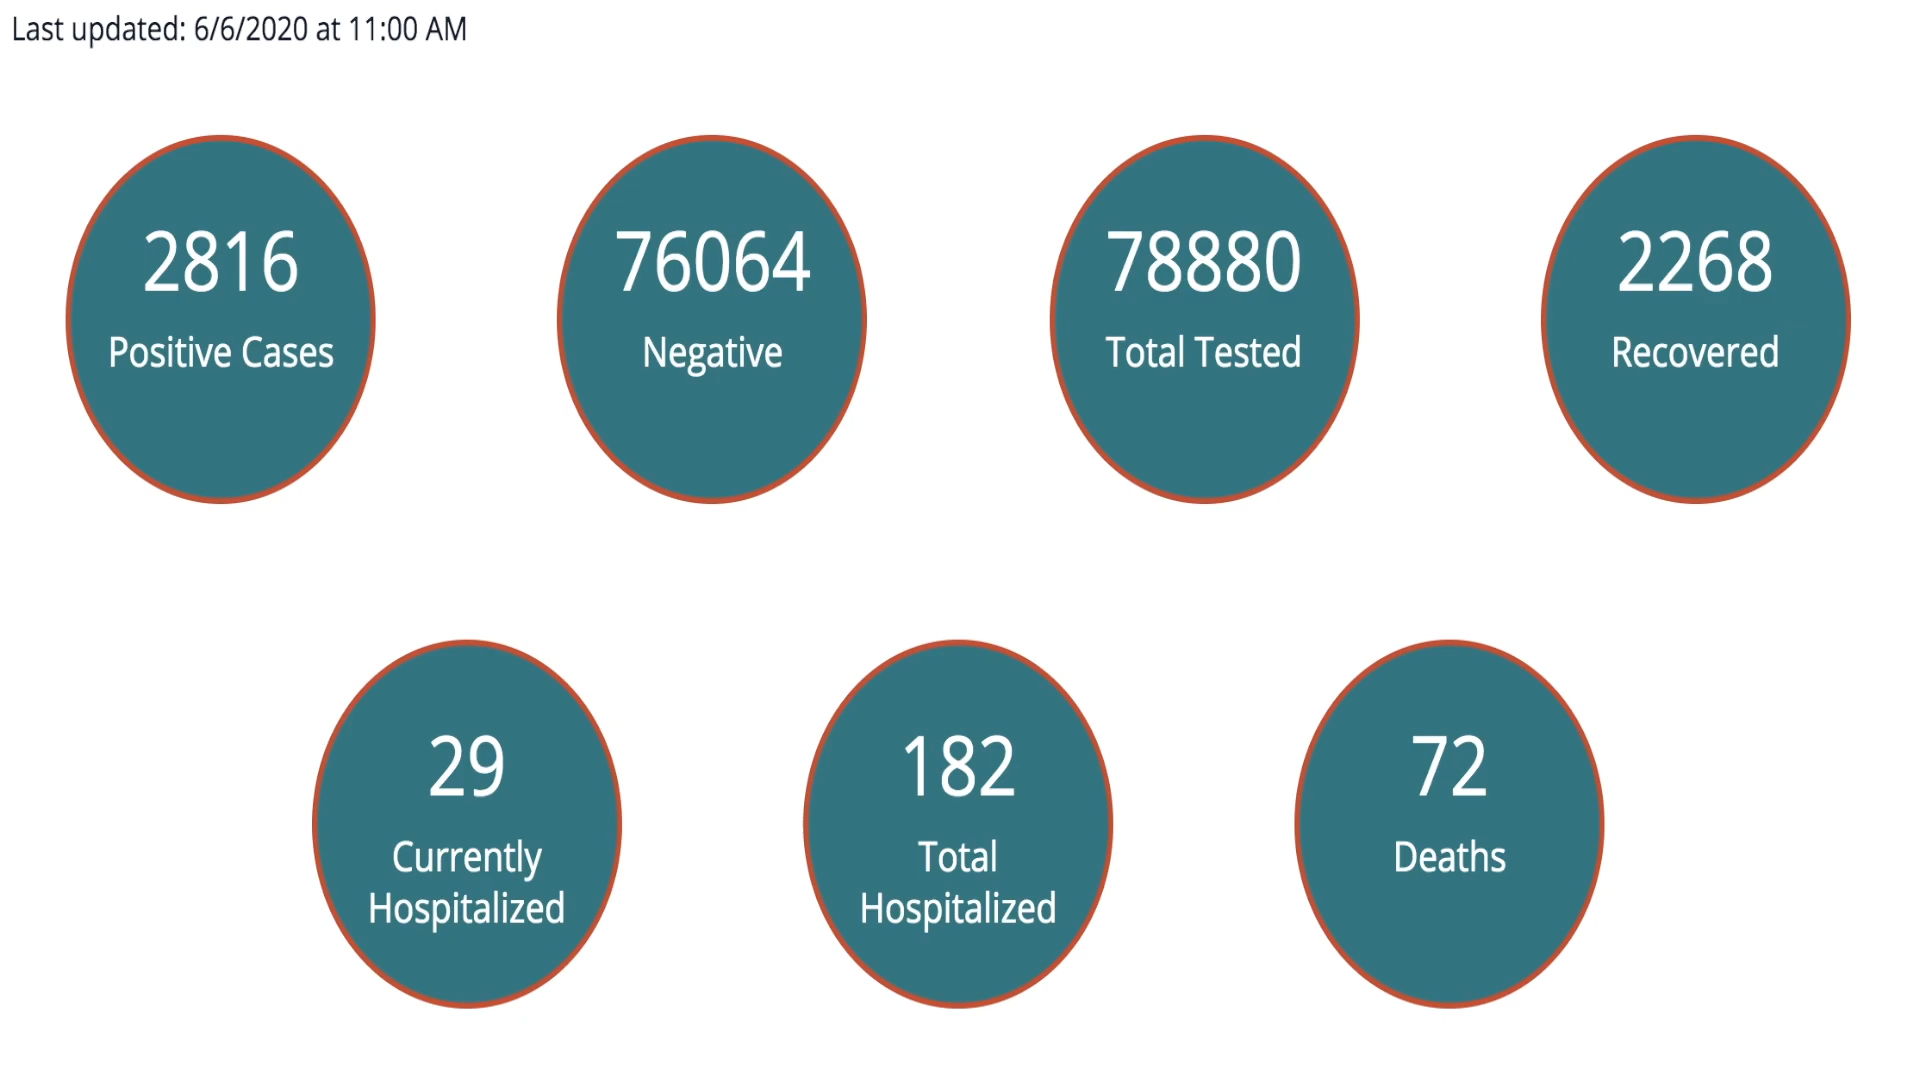 Last updated: 6/6/2020 at 11:00 AM
2816
Positive Cases
76064
Negative
78880
Total Tested
2268
Recovered
29
Currently
Hospitalized
182
Total
Hospitalized
72
Deaths